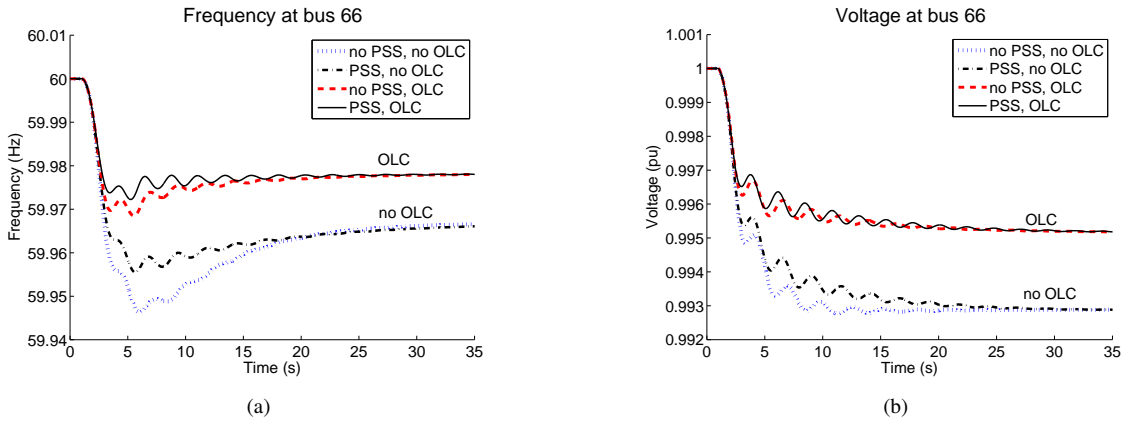 Frequency at bus 66
60.01
60
59.99
59.98
59.97
59.96
59.95
59.94
Frequency (Hz)
no PSS, no OLC
PSS, no OLC
no PSS, OLC
PSS, OLC
OLC
no OLC
0 5 10 15 20 25 30 35
Time (s)
(a)
Voltage at bus 66
1.001
1
0.999
0.998
0.997
0.996
0.995
0.994
0.993
0.992
Voltage (pu)
no PSS, no OLC
PSS, no OLC
no PSS, OLC
PSS, OLC
OLC
no OLC
0 5 10 15 20 25 30 35
Time (s)
(b)